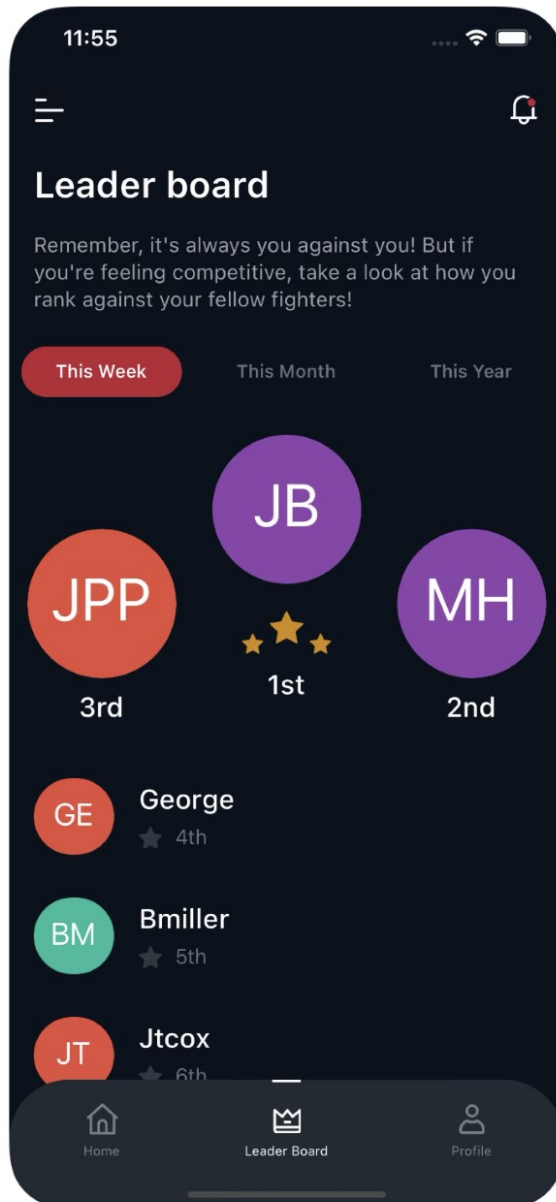 11:55
Leader board
Remember, it's always you against you! But if
you're feeling competitive, take a look at how you
rank against your fellow fighters!
This Week
This Month
This Year
JB
JPP
MH
1st
3rd
2nd
GE
George
4th
BM
Bmiller
5th
JT
Jtcox
6th
Home
Leader Board
Profile